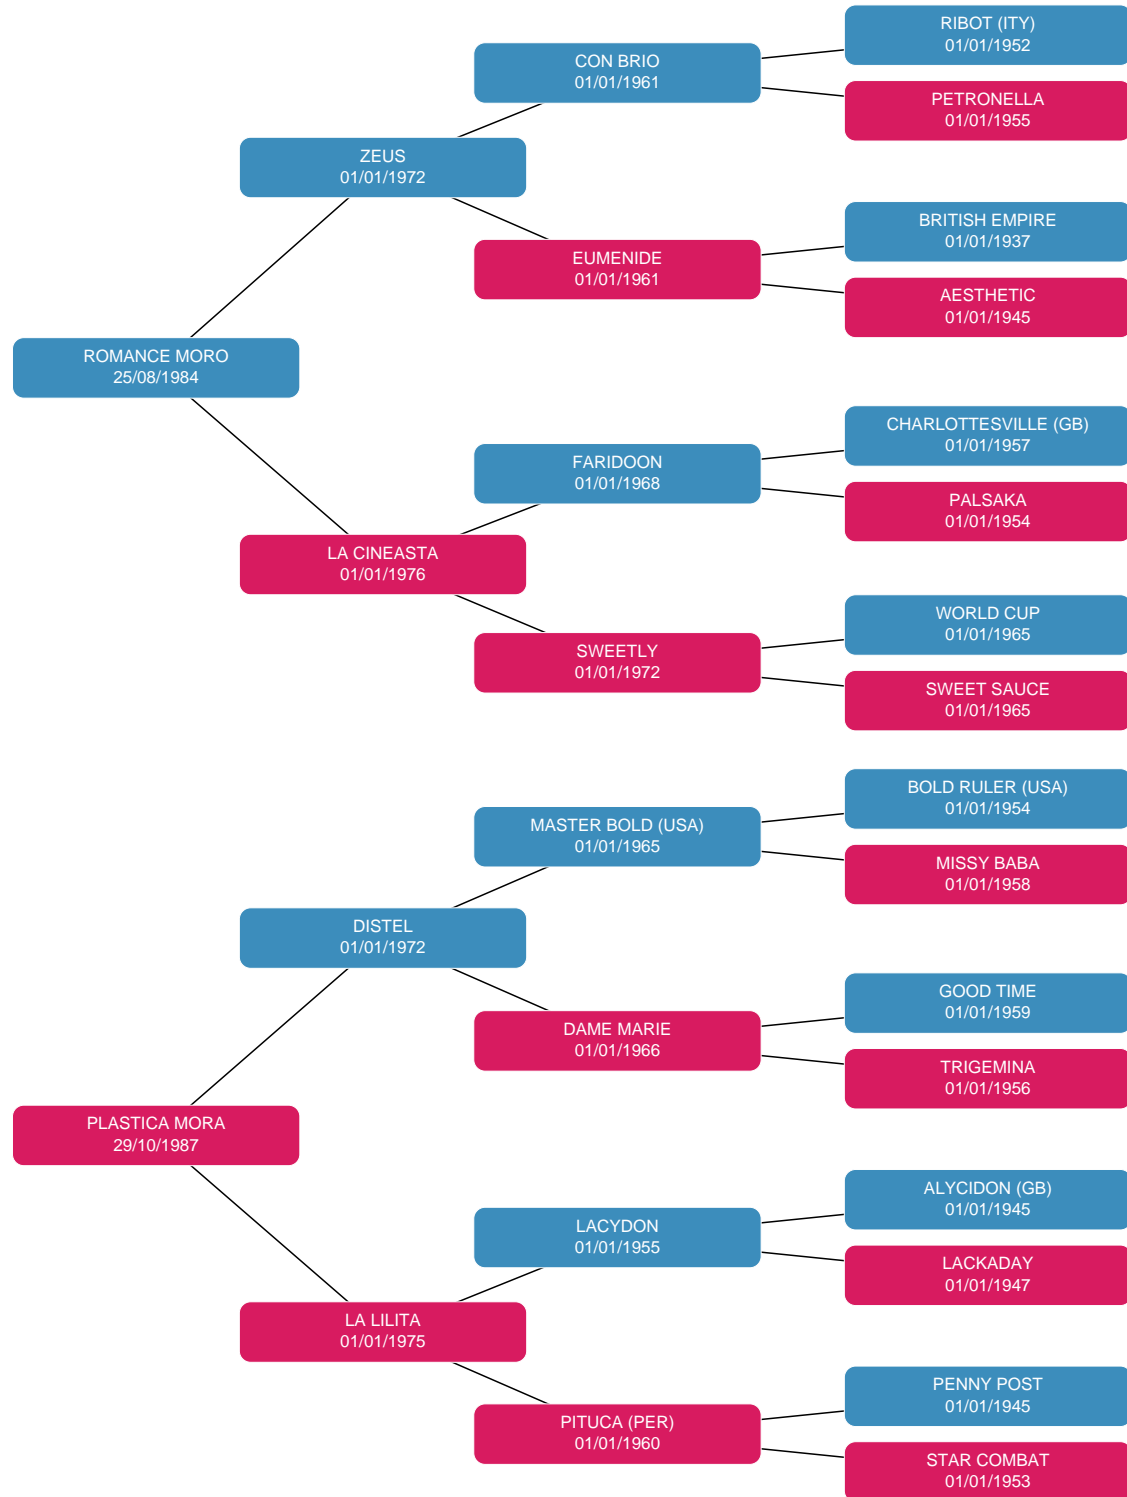 RIBOT (ITY)
01/01/1952
CON BRIO
01/01/1961
PETRONELLA
01/01/1955
ZEUS
01/01/1972
BRITISH EMPIRE
01/01/1937
EUMENIDE
01/01/1961
AESTHETIC
01/01/1945
ROMANCE MORO
25/08/1984
CHARLOTTESVILLE (GB)
01/01/1957
FARIDOON
01/01/1968
PALSAKA
01/01/1954
LA CINEASTA
01/01/1976
WORLD CUP
01/01/1965
SWEETLY
01/01/1972
SWEET SAUCE
01/01/1965
BOLD RULER (USA)
01/01/1954
MASTER BOLD (USA)
01/01/1965
MISSY BABA
01/01/1958
DISTEL
01/01/1972
GOOD TIME
01/01/1959
DAME MARIE
01/01/1966
TRIGEMINA
01/01/1956
PLASTICA MORA
29/10/1987
ALYCIDON (GB)
01/01/1945
LACYDON
01/01/1955
LACKADAY
01/01/1947
LA LILITA
01/01/1975
PENNY POST
01/01/1945
PITUCA (PER)
01/01/1960
STAR COMBAT
01/01/1953